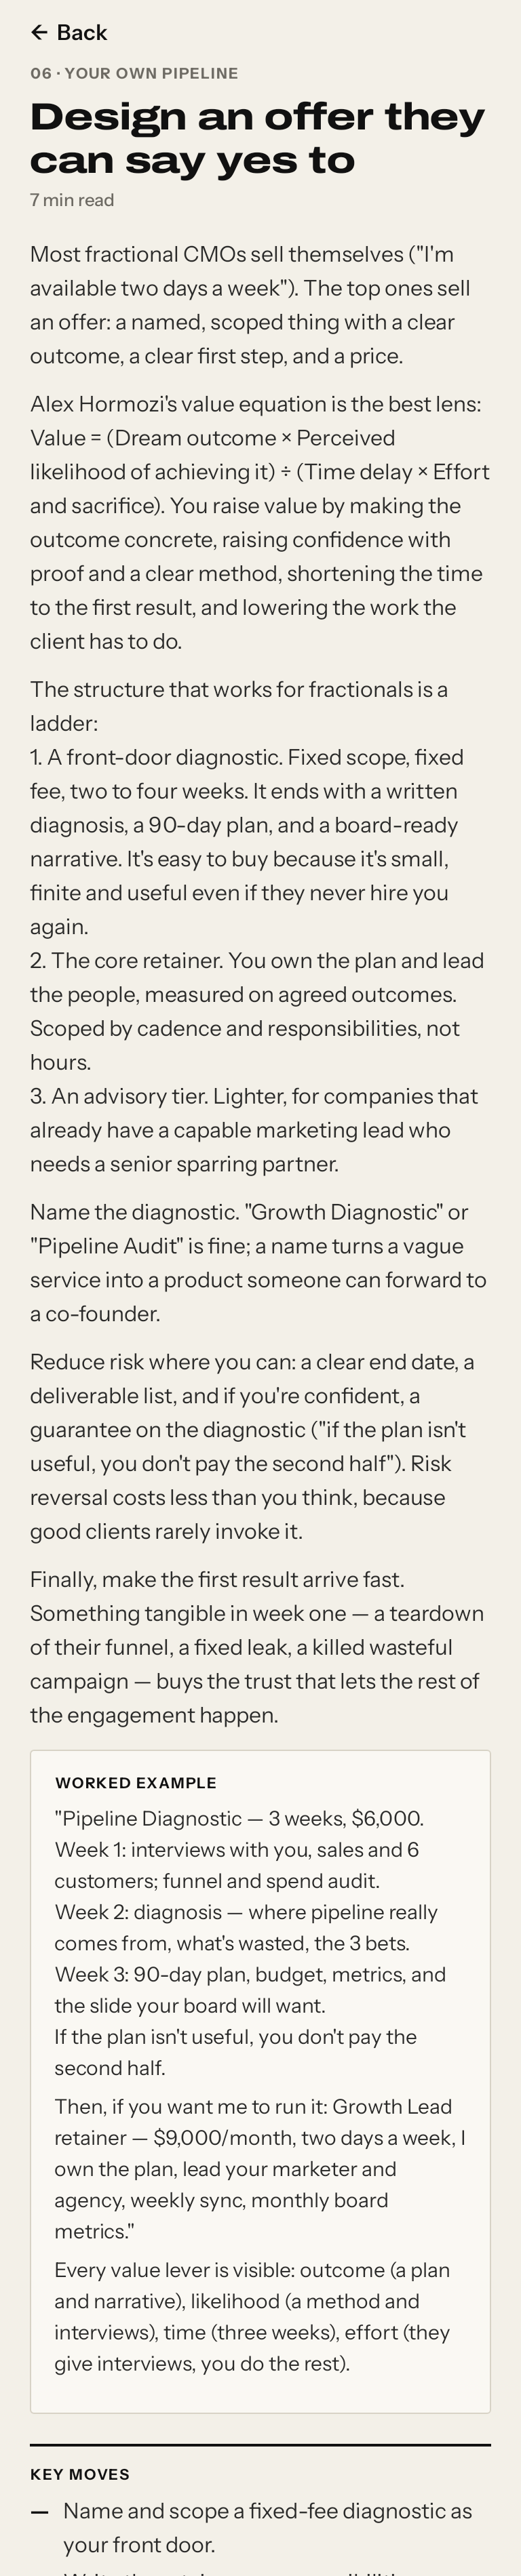 ← Back
06 · YOUR OWN PIPELINE
Design an offer they
can say yes to
7 min read
Most fractional CMOs sell themselves ("I'm
available two days a week"). The top ones sell
an offer: a named, scoped thing with a clear
outcome, a clear first step, and a price.
Alex Hormozi's value equation is the best lens:
Value = (Dream outcome × Perceived
likelihood of achieving it) ÷ (Time delay × Effort
and sacrifice). You raise value by making the
outcome concrete, raising confidence with
proof and a clear method, shortening the time
to the first result, and lowering the work the
client has to do.
The structure that works for fractionals is a
ladder:
1. A front-door diagnostic. Fixed scope, fixed
fee, two to four weeks. It ends with a written
diagnosis, a 90-day plan, and a board-ready
narrative. It's easy to buy because it's small,
finite and useful even if they never hire you
again.
2. The core retainer. You own the plan and lead
the people, measured on agreed outcomes.
Scoped by cadence and responsibilities, not
hours.
3. An advisory tier. Lighter, for companies that
already have a capable marketing lead who
needs a senior sparring partner.
Name the diagnostic. "Growth Diagnostic" or
"Pipeline Audit" is fine; a name turns a vague
service into a product someone can forward to
a co-founder.
Reduce risk where you can: a clear end date, a
deliverable list, and if you're confident, a
guarantee on the diagnostic ("if the plan isn't
useful, you don't pay the second half"). Risk
reversal costs less than you think, because
good clients rarely invoke it.
Finally, make the first result arrive fast.
Something tangible in week one — a teardown
of their funnel, a fixed leak, a killed wasteful
campaign — buys the trust that lets the rest of
the engagement happen.
WORKED EXAMPLE
"Pipeline Diagnostic — 3 weeks, $6,000.
Week 1: interviews with you, sales and 6
customers; funnel and spend audit.
Week 2: diagnosis — where pipeline really
comes from, what's wasted, the 3 bets.
Week 3: 90-day plan, budget, metrics, and
the slide your board will want.
If the plan isn't useful, you don't pay the
second half.
Then, if you want me to run it: Growth Lead
retainer — $9,000/month, two days a week, I
own the plan, lead your marketer and
agency, weekly sync, monthly board
metrics."
Every value lever is visible: outcome (a plan
and narrative), likelihood (a method and
interviews), time (three weeks), effort (they
give interviews, you do the rest).
KEY MOVES
— Name and scope a fixed-fee diagnostic as
your front door.